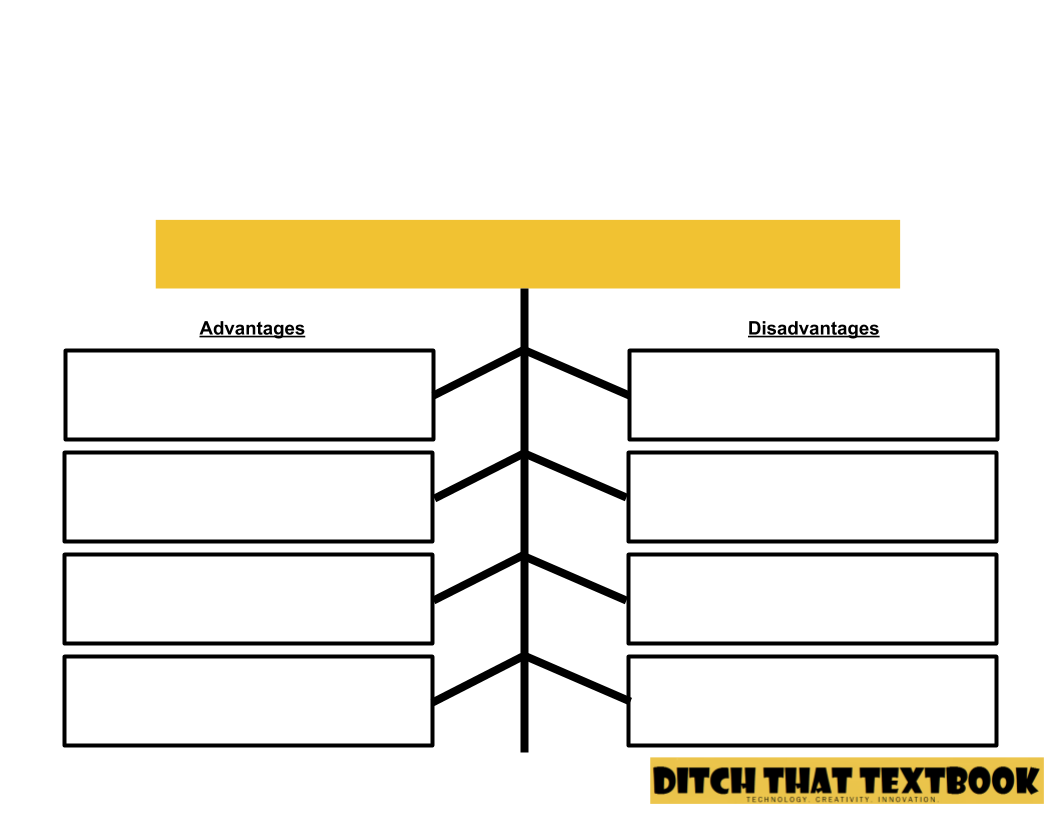 Advantages
Disadvantages
DITCH THAT TEXTBOOK
TECHNOLOGY. CREATIVITY. INNOVATION.